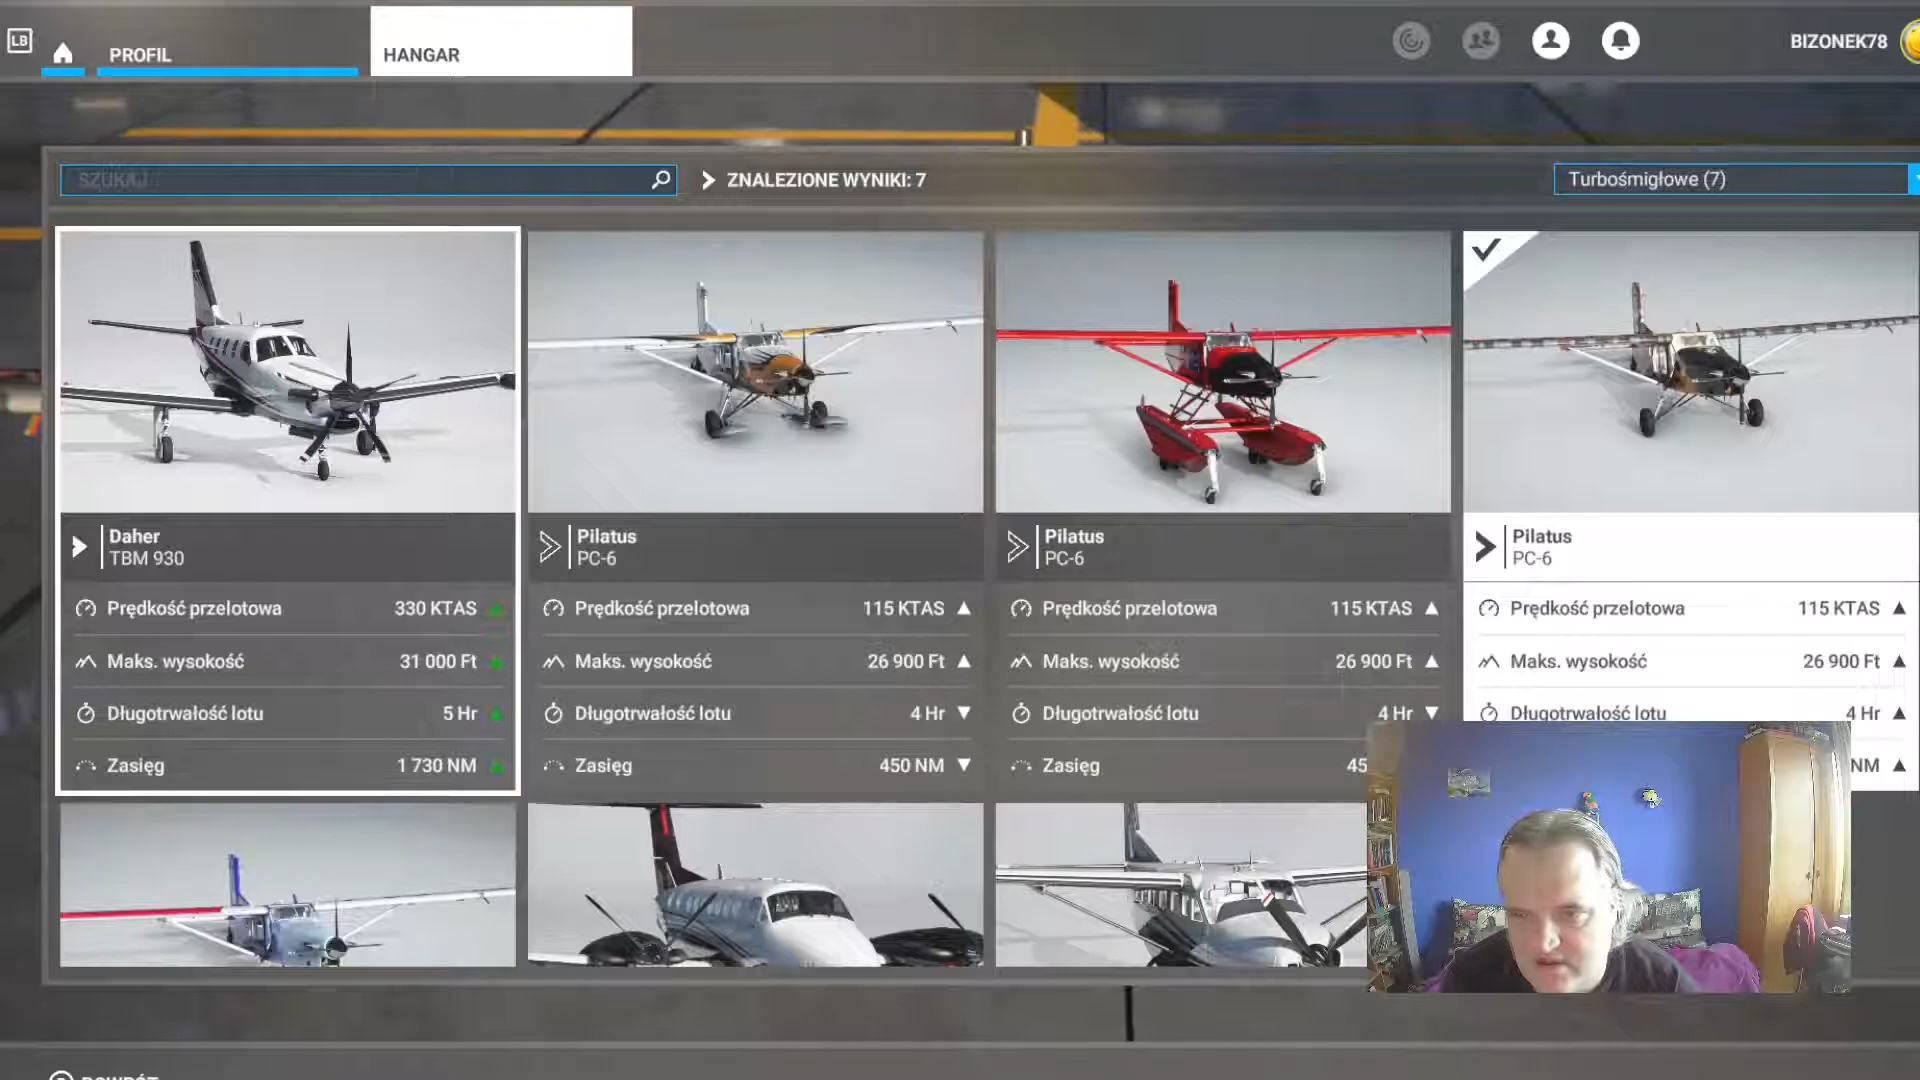 LB
PROFIL
HANGAR
BIZONEK78
SZUKAJ
ZNALEZIONE WYNIKI: 7
Turbośmigłowe (7)
Daher
TBM 930
Prędkość przelotowa 330 KTAS
Maks. wysokość 31 000 Ft
Długotrwałość lotu 5 Hr
Zasięg 1 730 NM
Pilatus
PC-6
Prędkość przelotowa 115 KTAS
Maks. wysokość 26 900 Ft
Długotrwałość lotu 4 Hr
Zasięg 450 NM
Pilatus
PC-6
Prędkość przelotowa 115 KTAS
Maks. wysokość 26 900 Ft
Długotrwałość lotu 4 Hr
Zasięg 45
Pilatus
PC-6
Prędkość przelotowa 115 KTAS
Maks. wysokość 26 900 Ft
Długotrwałość lotu 4 Hr
NM
POWRÓT